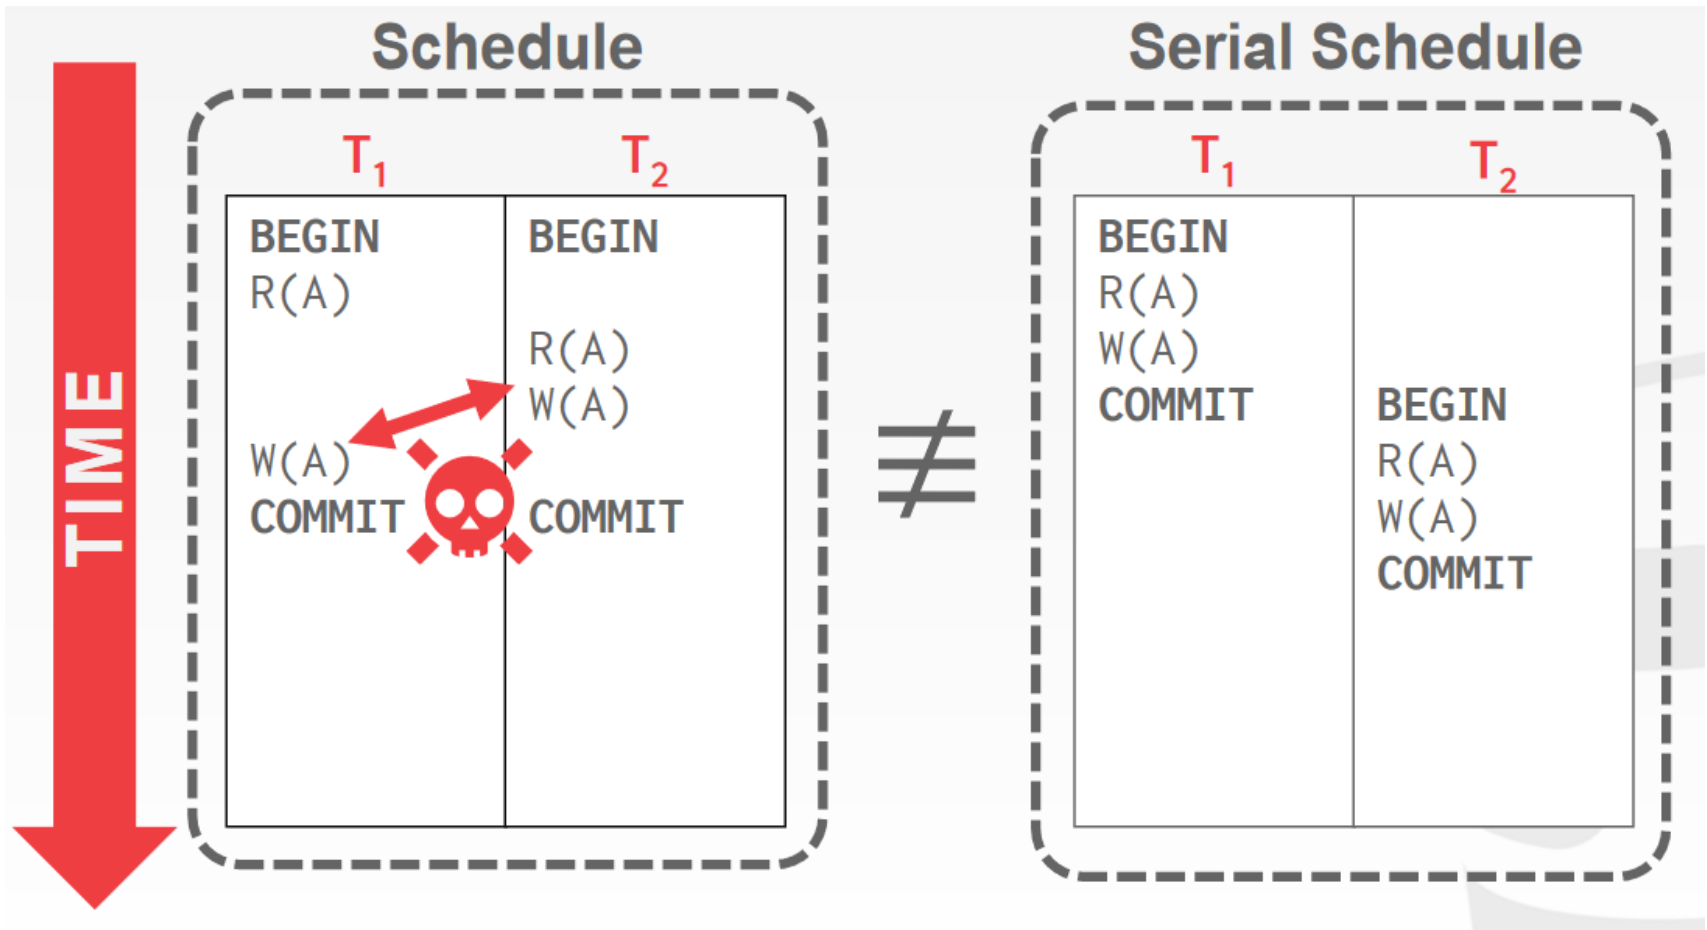 Schedule
T1 T2
BEGIN BEGIN
R(A)
R(A)
W(A)
W(A)
COMMIT COMMIT
TIME
≢
Serial Schedule
T1 T2
BEGIN
R(A)
W(A)
COMMIT BEGIN
R(A)
W(A)
COMMIT